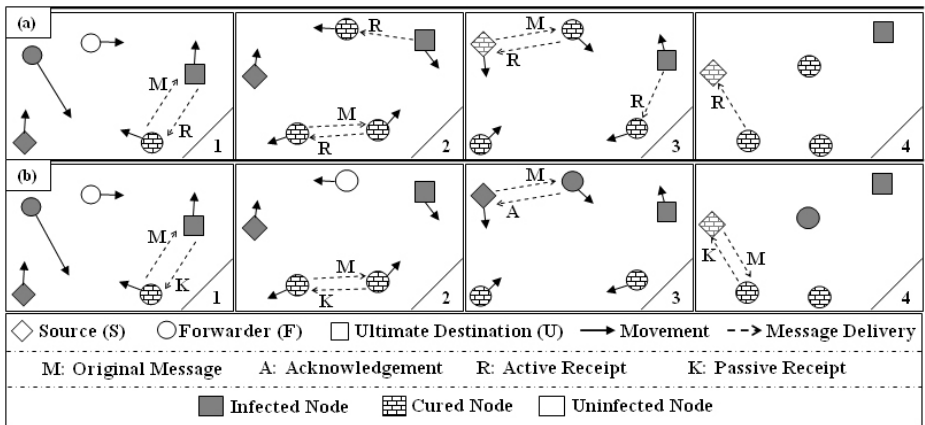 (a)
M
R
1
R
M
R
2
M
R
R
3
R
4
(b)
M
K
1
M
K
2
M
A
3
K
M
4
Source (S) Forwarder (F) Ultimate Destination (U) Movement Message Delivery
M: Original Message A: Acknowledgement R: Active Receipt K: Passive Receipt
Infected Node Cured Node Uninfected Node